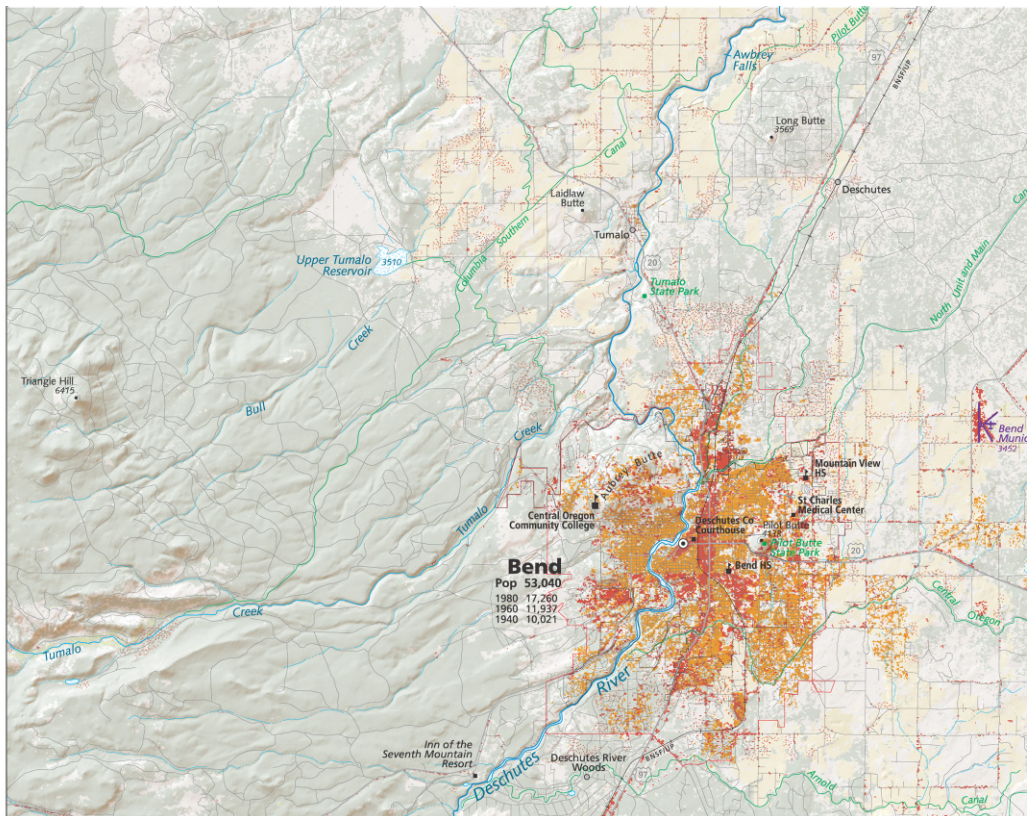 Awbrey
Falls
Pilot Butte
97
BNSF/UP
Long Butte
3569
Canal
Deschutes
Laidlaw
Butte
Southern
Columbia
Tumalo
Upper Tumalo
Reservoir
3510
20
Tumalo
State Park
North Unit and Main
Creek
Bull
Triangle Hill
6415
Creek
Tumalo
Awbrey Butte
Bend
3452
Mountain View
HS
Central Oregon
Community College
St Charles
Medical Center
Deschutes Co
Courthouse
Pilot Butte
4138
Pilot Butte
State Park
20
Bend HS
Bend
Pop 53,040
1980 17,260
1960 11,937
1940 10,021
Central
Oregon
Creek
Tumalo
River
Deschutes
Inn of the
Seventh Mountain
Resort
Deschutes River
Woods
BNSF/UP
97
Arnold
Canal